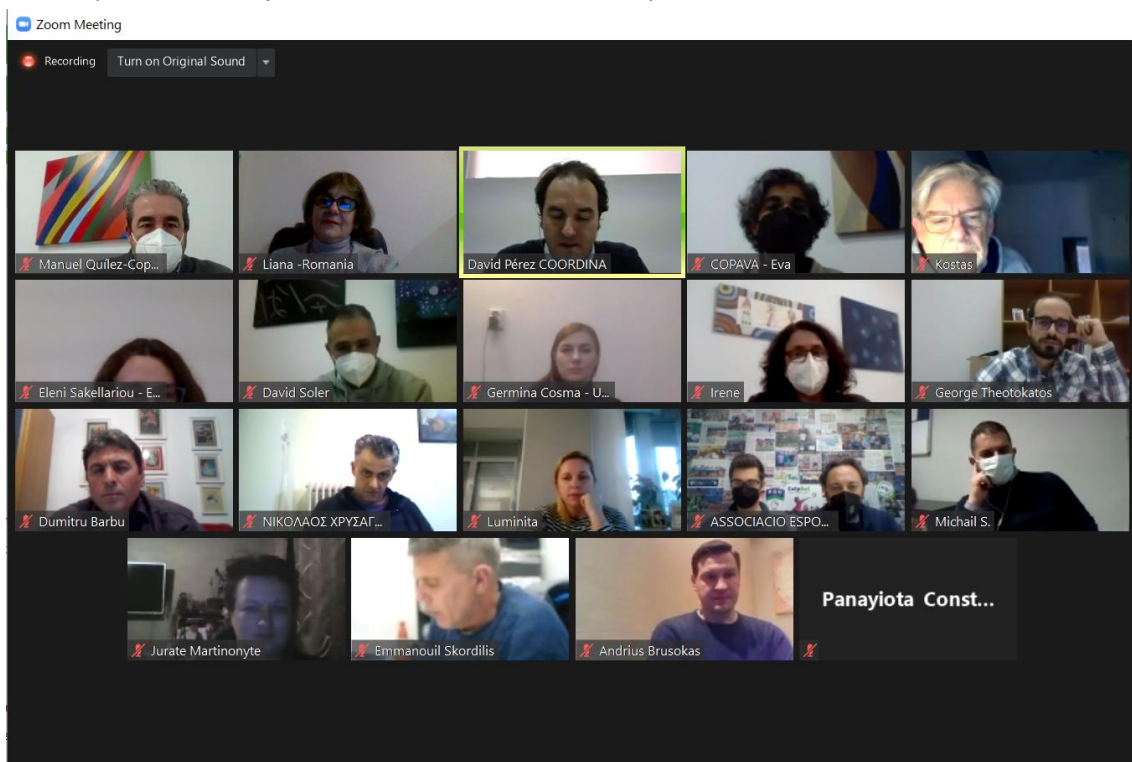 Zoom Meeting
Recording
Turn on Original Sound
Manuel Quílez-Cop...
Liana -Romania
David Pérez COORDINA
COPAVA - Eva
Kostas
Eleni Sakellariou - E...
David Soler
Germina Cosma - U...
Irene
George Theotokatos
Dumitru Barbu
ΝΙΚΟΛΑΟΣ ΧΡΥΣΑΓ...
Luminita
ASSOCIACIO ESPO...
Michail S.
Jurate Martinonyte
Emmanouil Skordilis
Andrius Brusokas
Panayiota Const...